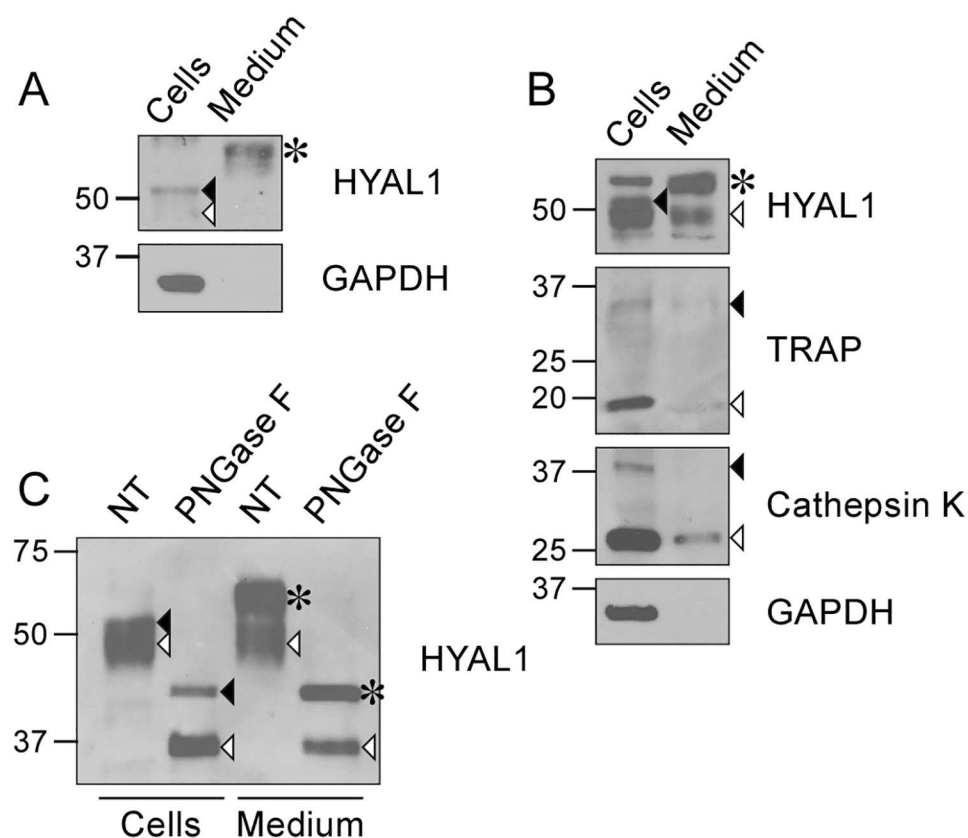 A
Cells
Medium
*
50
HYAL1
37
GAPDH
B
Cells
Medium
*
50
HYAL1
37
25
20
TRAP
37
25
Cathepsin K
37
GAPDH
C
NT
PNGase F
NT
PNGase F
75
50
37
*
*
HYAL1
Cells
Medium